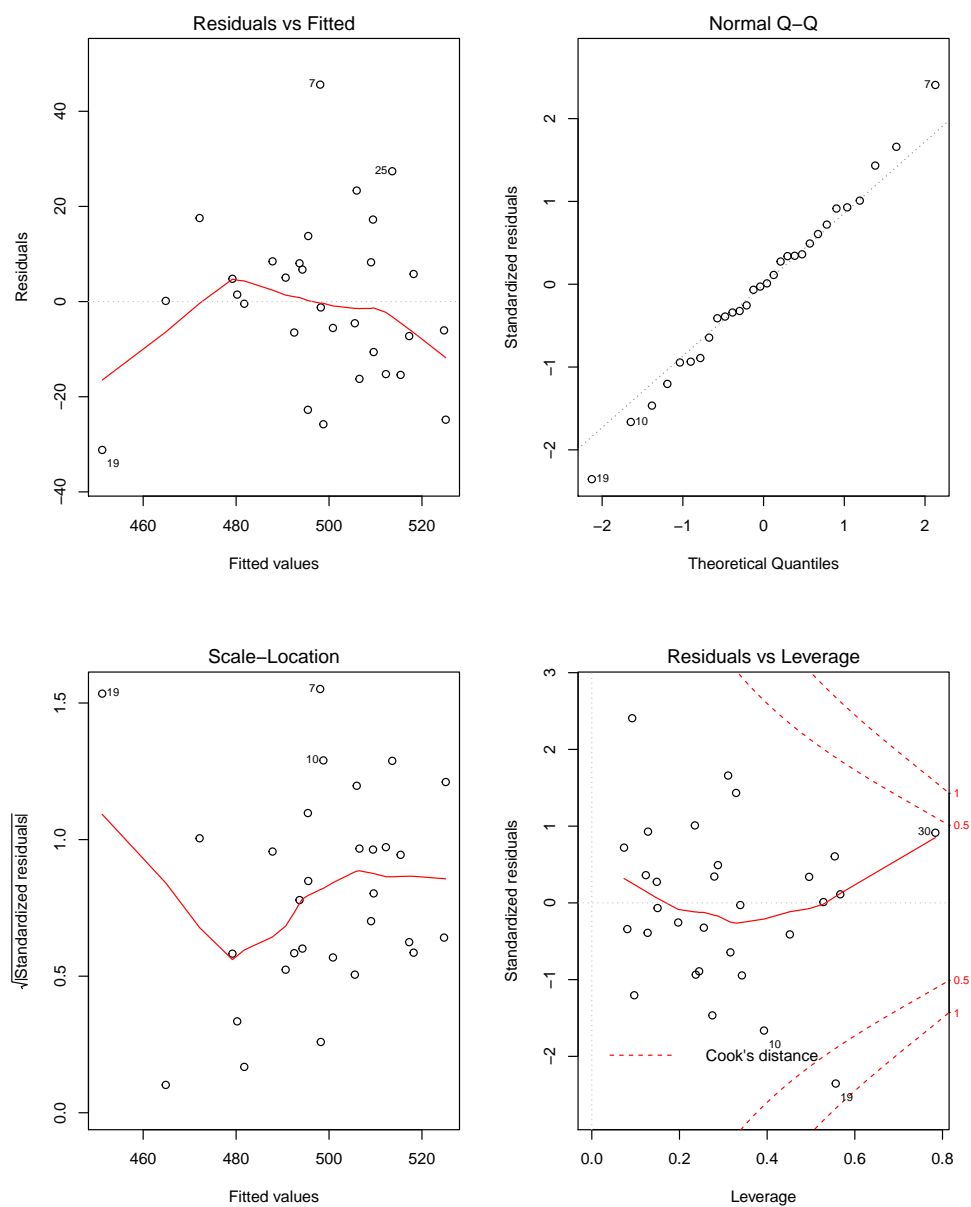 Residuals vs Fitted
Residuals
40
20
0
−20
−40
7
25
19
460 480 500 520
Fitted values
Normal Q−Q
Standardized residuals
2
1
0
−1
−2
7
10
19
−2 −1 0 1 2
Theoretical Quantiles
Scale−Location
√|Standardized residuals|
1.5
1.0
0.5
0.0
19
7
10
460 480 500 520
Fitted values
Residuals vs Leverage
Standardized residuals
3
2
1
0
−1
−2
1
0.5
30
0.5
1
10
Cook's distance
19
0.0 0.2 0.4 0.6 0.8
Leverage